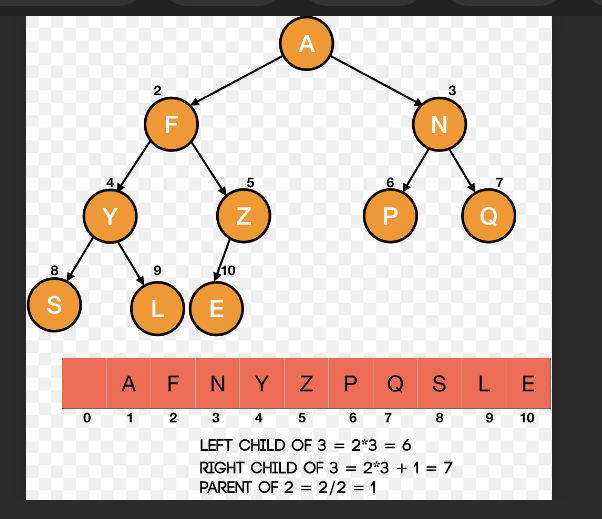 A
2
3
F
N
4
5
6
7
Y
Z
P
Q
8
9
10
S
L
E
A F N Y Z P Q S L E
0 1 2 3 4 5 6 7 8 9 10
LEFT CHILD OF 3 = 2*3 = 6
RIGHT CHILD OF 3 = 2*3 + 1 = 7
PARENT OF 2 = 2/2 = 1